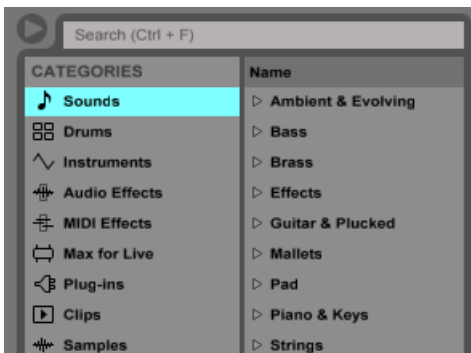 Search (Ctrl + F)
CATEGORIES
Sounds
Drums
Instruments
Audio Effects
MIDI Effects
Max for Live
Plug-ins
Clips
Samples
Name
Ambient & Evolving
Bass
Brass
Effects
Guitar & Plucked
Mallets
Pad
Piano & Keys
Strings